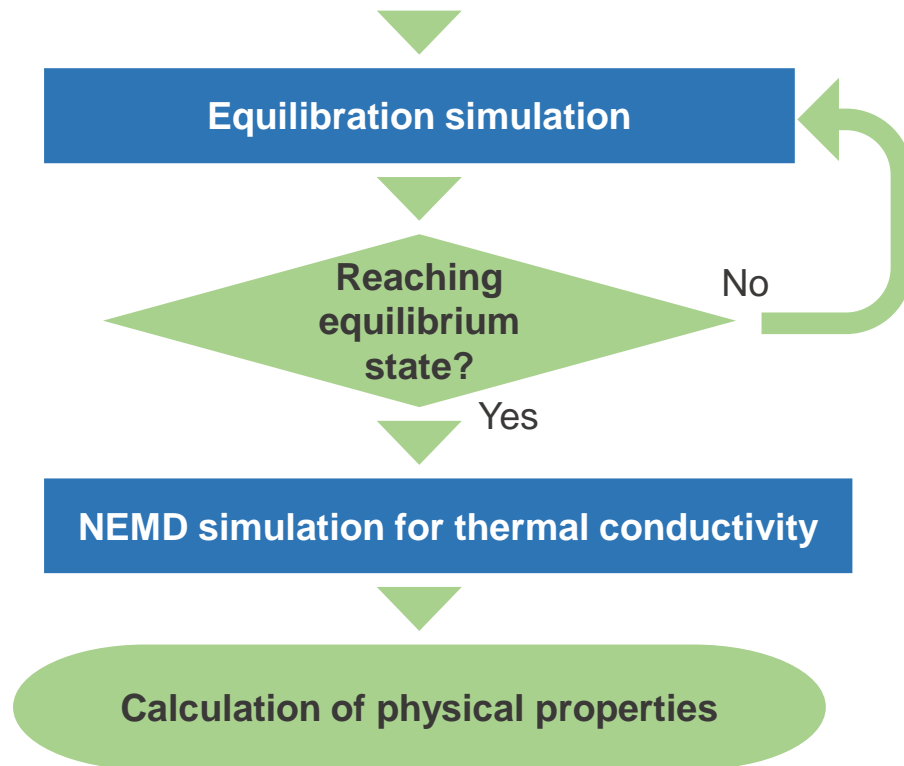 Equilibration simulation
Reaching
equilibrium
state?
No
Yes
NEMD simulation for thermal conductivity
Calculation of physical properties